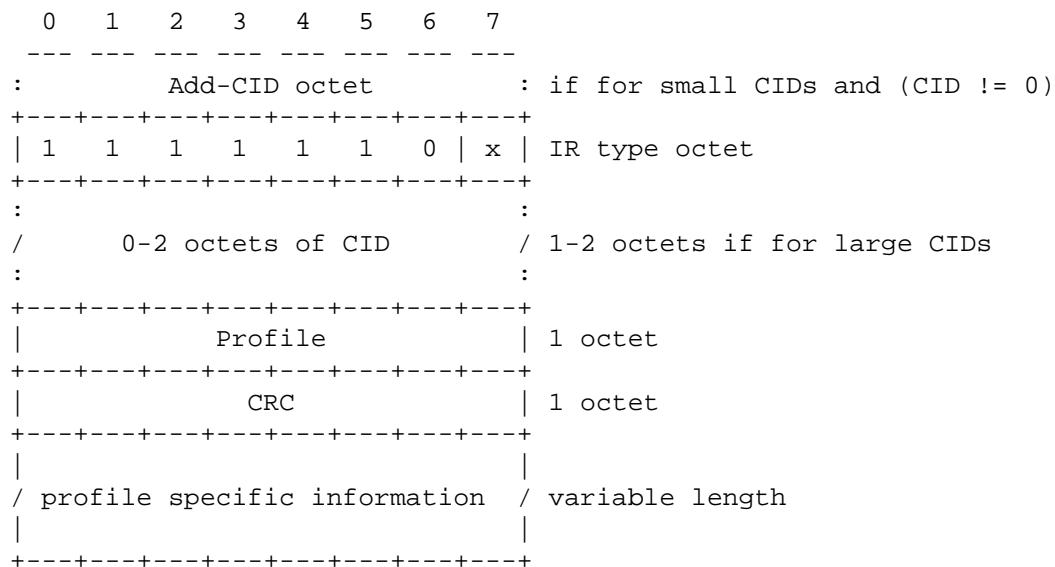 0   1   2   3   4   5   6   7
 --- --- --- --- --- --- --- ---
:         Add-CID octet         : if for small CIDs and (CID != 0)
+---+---+---+---+---+---+---+---+
| 1   1   1   1   1   1   0 | x | IR type octet
+---+---+---+---+---+---+---+---+
:                               :
/      0-2 octets of CID        / 1-2 octets if for large CIDs
:                               :
+---+---+---+---+---+---+---+---+
|            Profile            | 1 octet
+---+---+---+---+---+---+---+---+
|              CRC              | 1 octet
+---+---+---+---+---+---+---+---+
|                               |
/ profile specific information  / variable length
|                               |
+---+---+---+---+---+---+---+---+